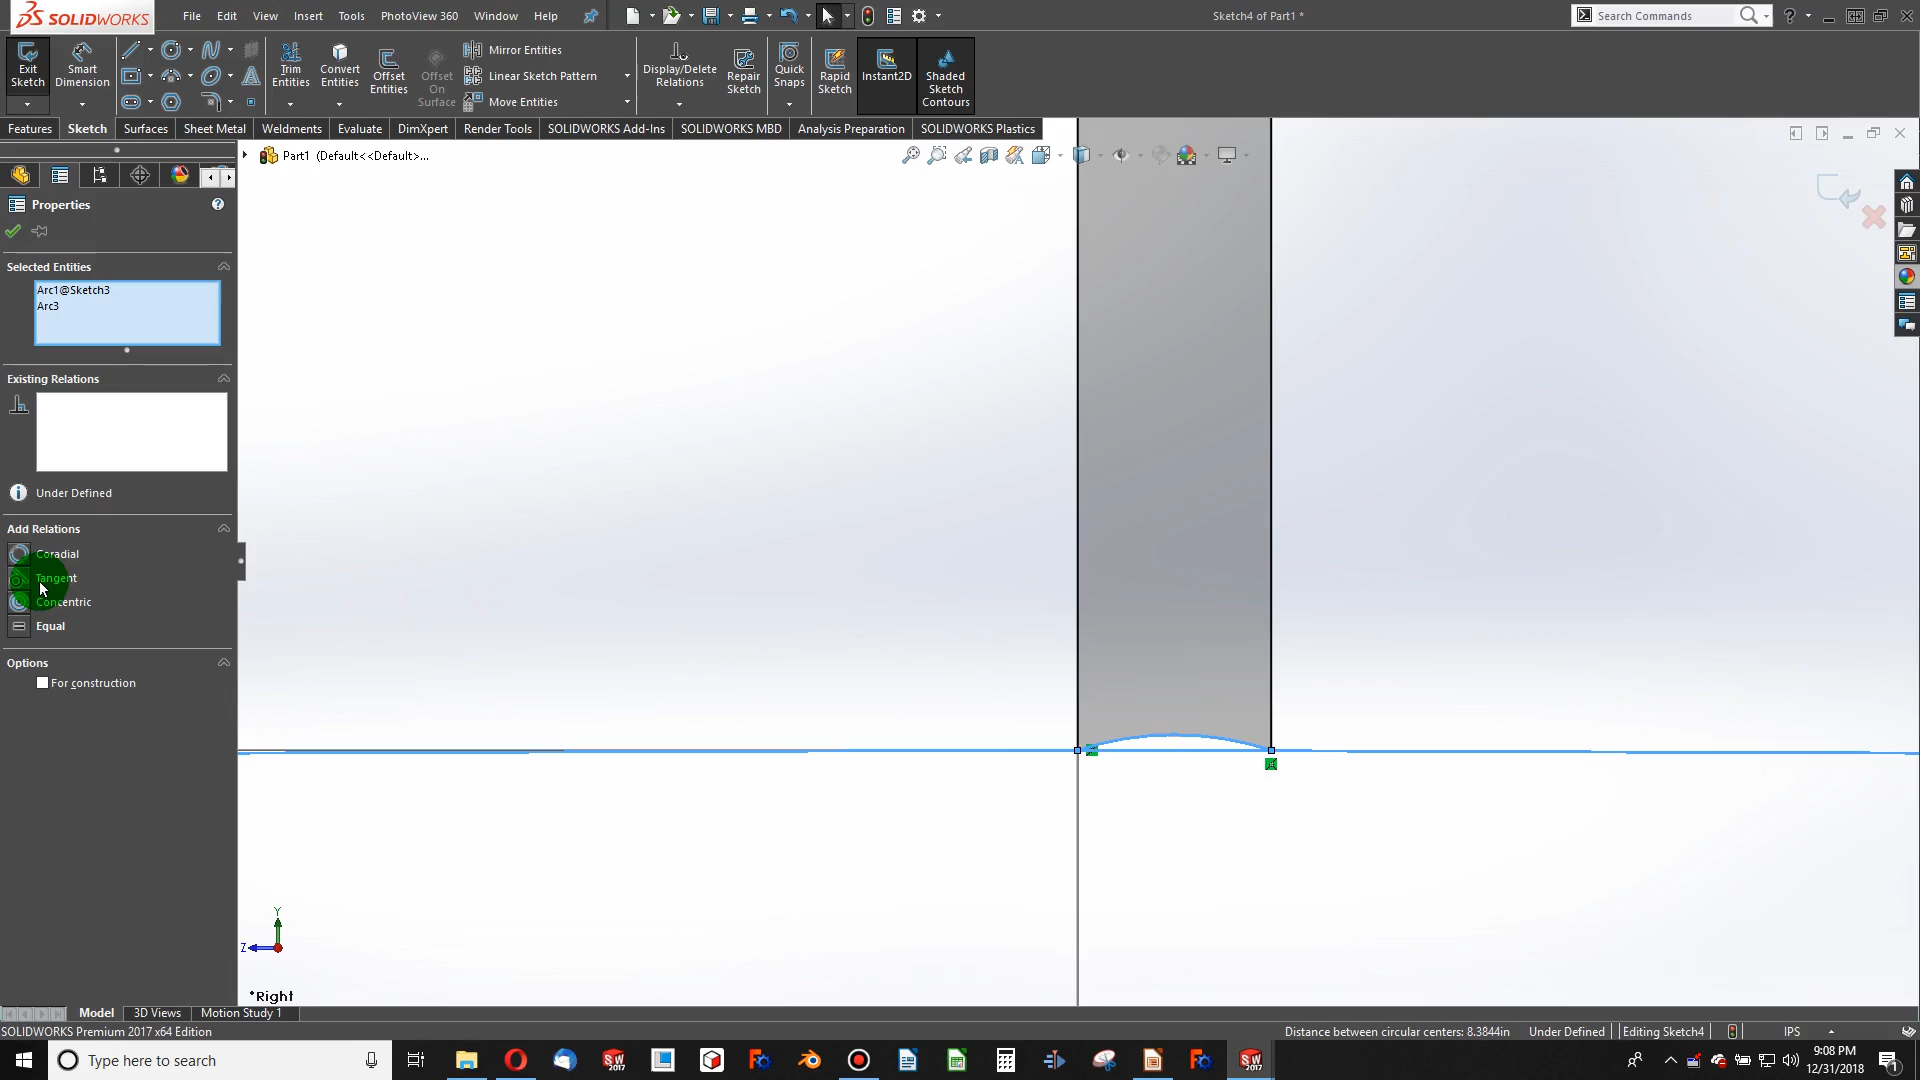 SOLIDWORKS
File Edit View Insert Tools PhotoView 360 Window Help
Sketch4 of Part1 *
Search Commands
Exit Sketch
Smart Dimension
Trim Entities
Convert Entities
Offset Entities
Offset On Surface
Mirror Entities
Linear Sketch Pattern
Move Entities
Display/Delete Relations
Repair Sketch
Quick Snaps
Rapid Sketch
Instant2D
Shaded Sketch Contours
Features Sketch Surfaces Sheet Metal Weldments Evaluate DimXpert Render Tools SOLIDWORKS Add-Ins SOLIDWORKS MBD Analysis Preparation SOLIDWORKS Plastics
Part1 (Default<<Default>...
Properties
Selected Entities
Arc1@Sketch3
Arc3
Existing Relations
Under Defined
Add Relations
Coradial
Tangent
Concentric
Equal
Options
For construction
Y
Z
*Right
Model 3D Views Motion Study 1
SOLIDWORKS Premium 2017 x64 Edition
Distance between circular centers: 8.3844in Under Defined Editing Sketch4 IPS
Type here to search
SW 2017
SW 2017
9:08 PM
12/31/2018
1